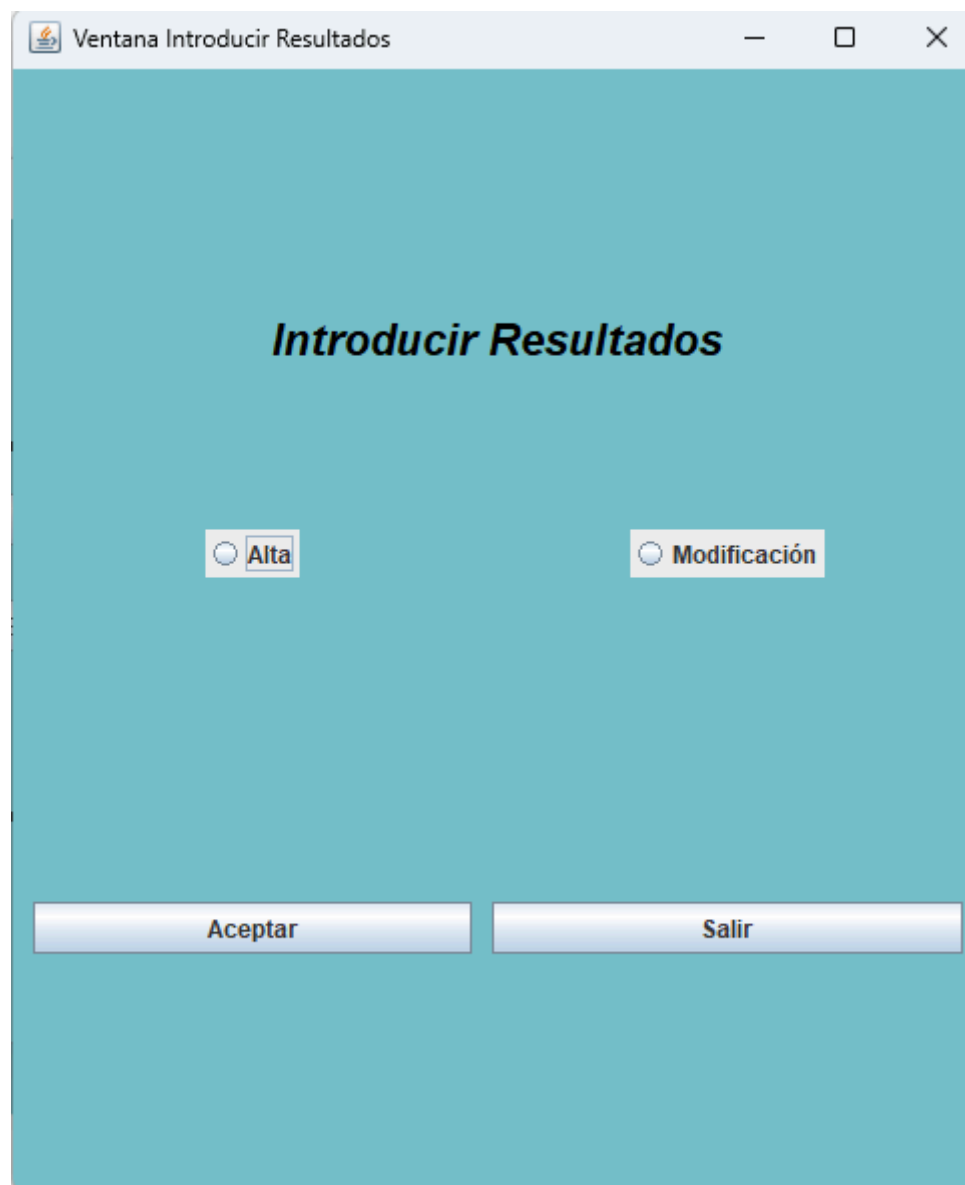 Ventana Introducir Resultados
Introducir Resultados
Alta
Modificación
Aceptar
Salir